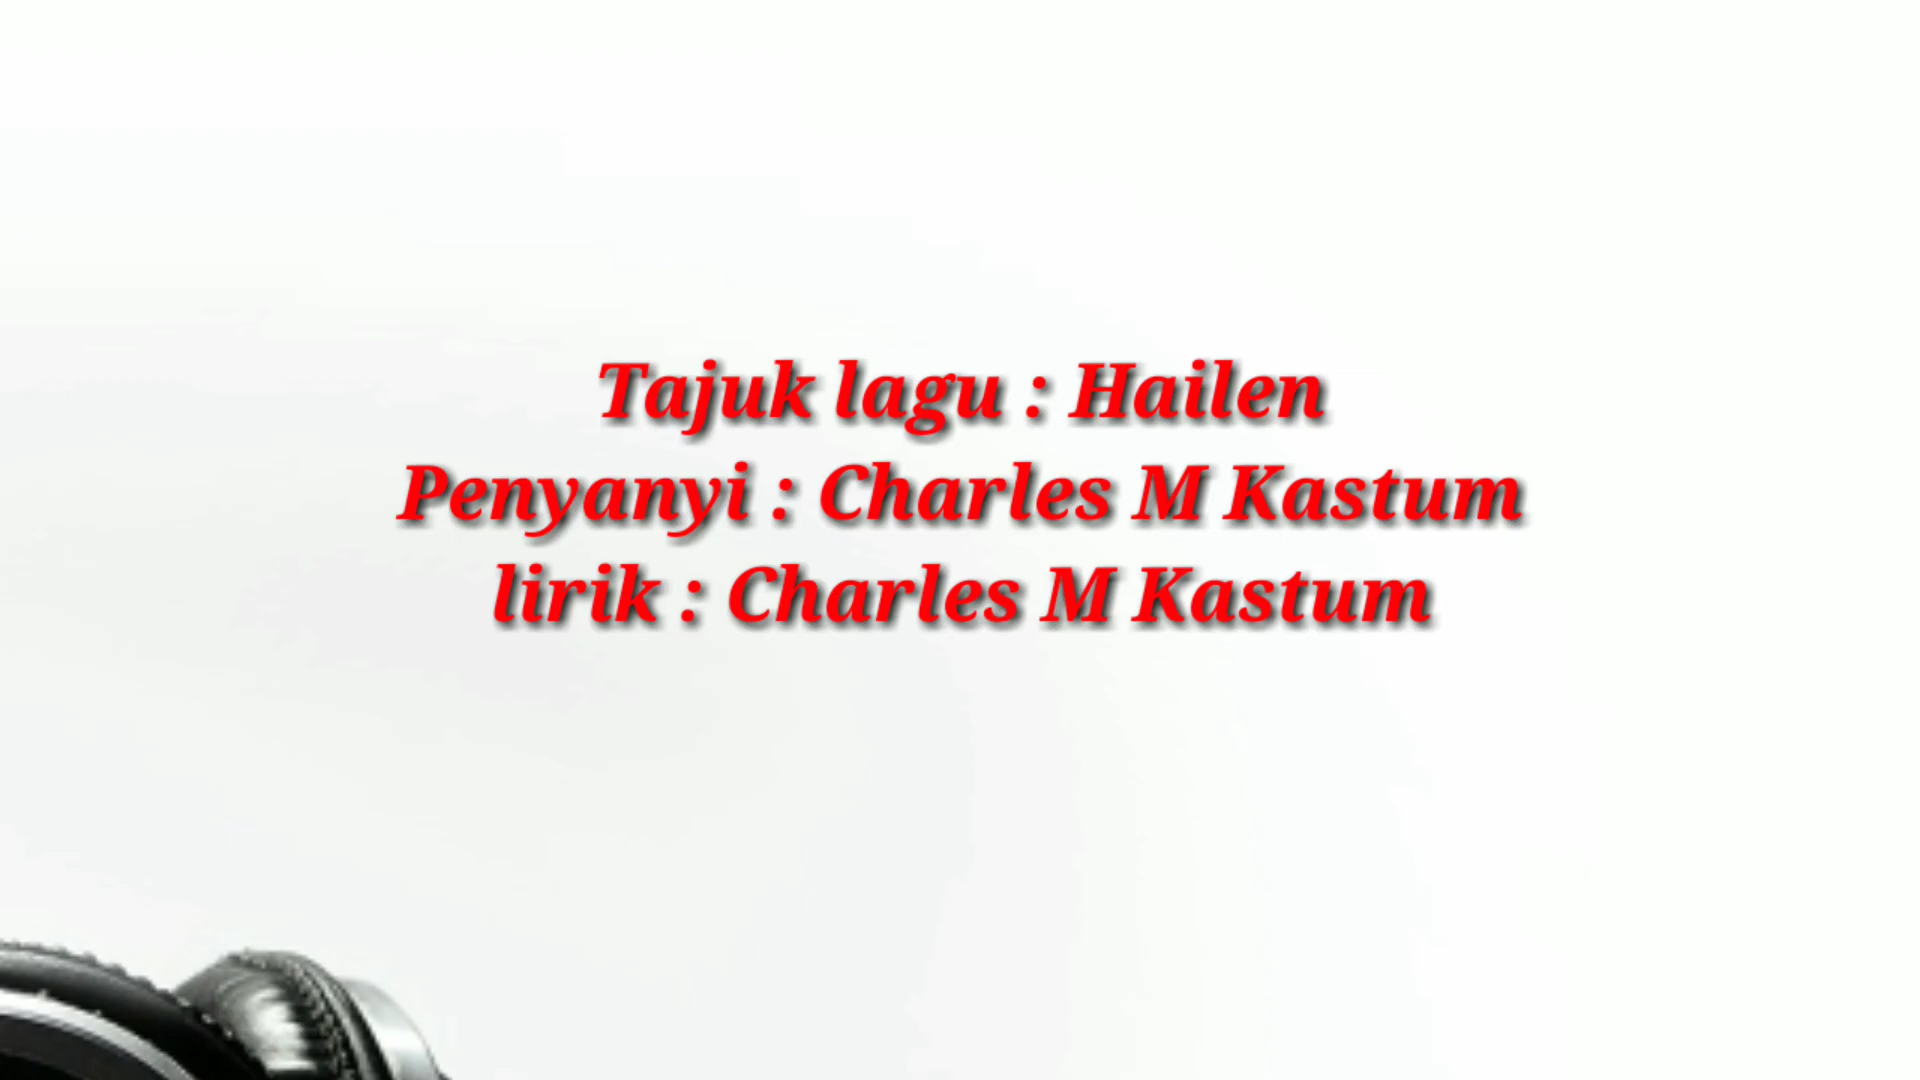 Tajuk lagu : Hailen
Penyanyi : Charles M Kastum
lirik : Charles M Kastum